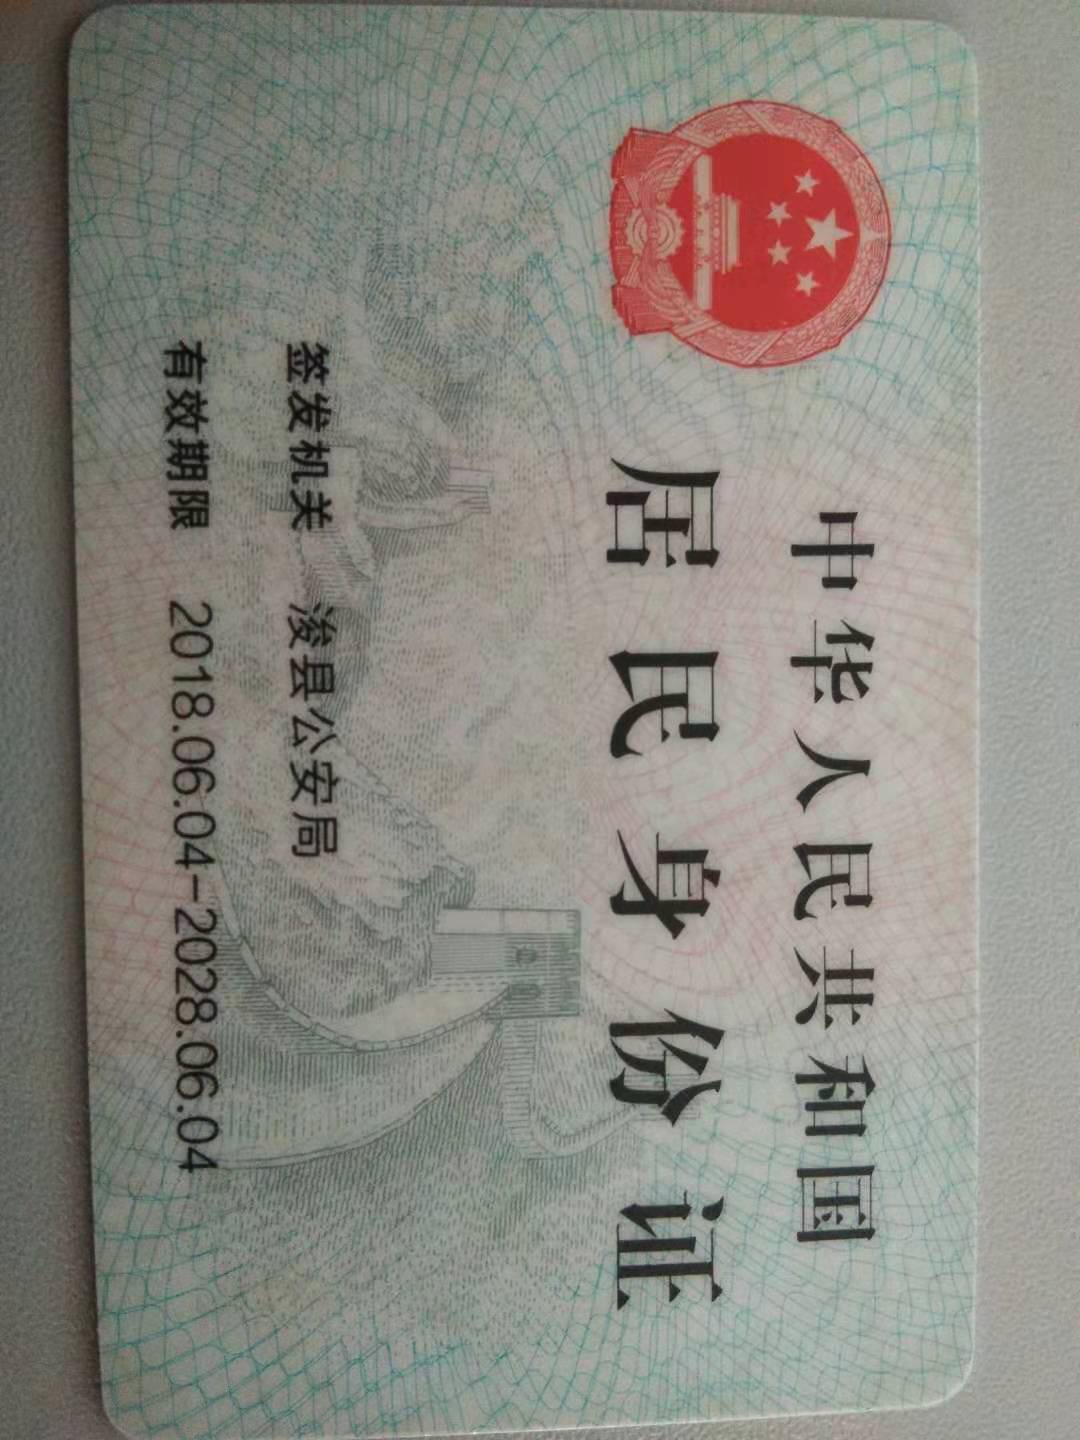 中华人民共和国
居民身份证
签发机关 浚县公安局
有效期限 2018.06.04-2028.06.04